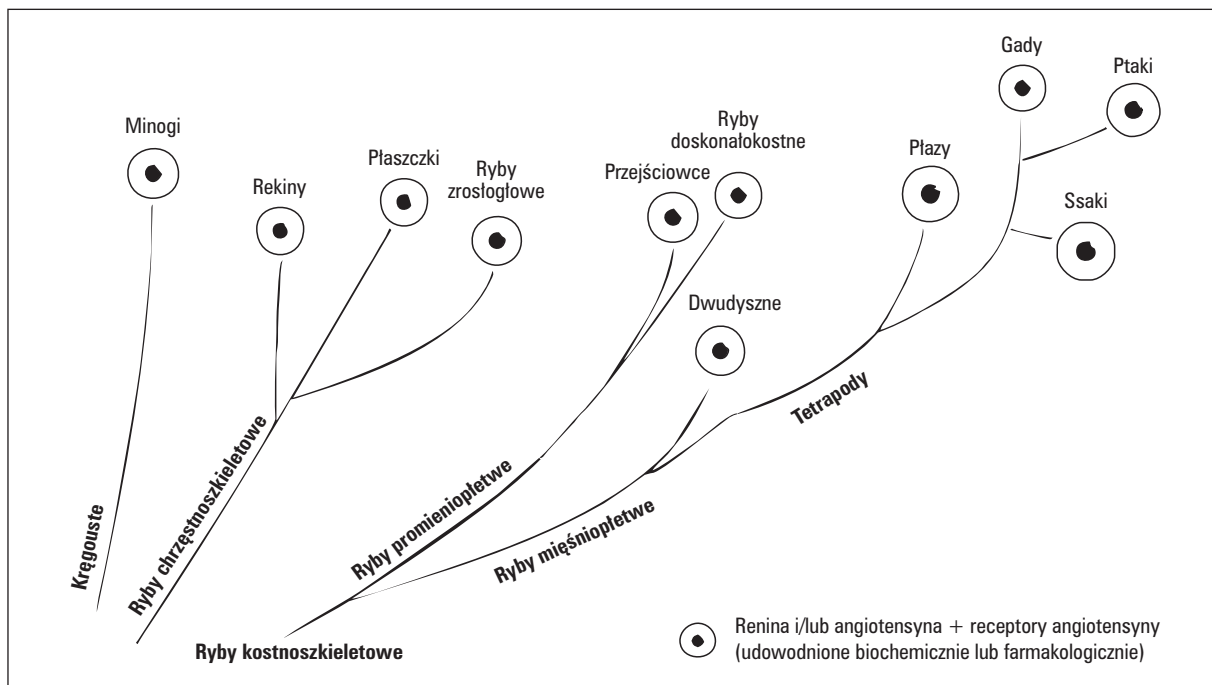 Gady
Ptaki
Minogi
Rekiny
Płaszczki
Ryby
zrosłogłowe
Przejściowce
Ryby
doskonałokostne
Płazy
Ssaki
Dwudyszne
Tetrapody
Kręgouste
Ryby chrzęstnoszkieletowe
Ryby promieniopłetwe
Ryby mięśniopłetwe
Ryby kostnoszkieletowe
Renina i/lub angiotensyna + receptory angiotensyny
(udowodnione biochemicznie lub farmakologicznie)